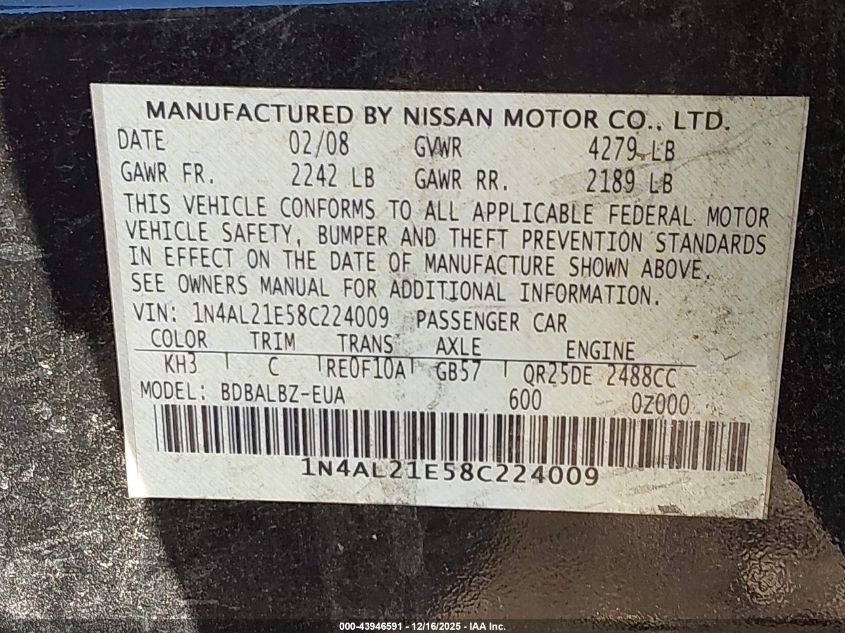 MANUFACTURED BY NISSAN MOTOR CO., LTD.
DATE 02/08 GVWR 4279 LB
GAWR FR. 2242 LB GAWR RR. 2189 LB
THIS VEHICLE CONFORMS TO ALL APPLICABLE FEDERAL MOTOR
VEHICLE SAFETY, BUMPER AND THEFT PREVENTION STANDARDS
IN EFFECT ON THE DATE OF MANUFACTURE SHOWN ABOVE.
SEE OWNERS MANUAL FOR ADDITIONAL INFORMATION.
VIN: 1N4AL21E58C224009 PASSENGER CAR
COLOR TRIM TRANS AXLE ENGINE
KH3 C RE0F10A GB57 QR25DE 2488CC
MODEL: BDBALBZ-EUA 600 0Z000
1N4AL21E58C224009
000-43946591 - 12/16/2025 - IAA Inc.